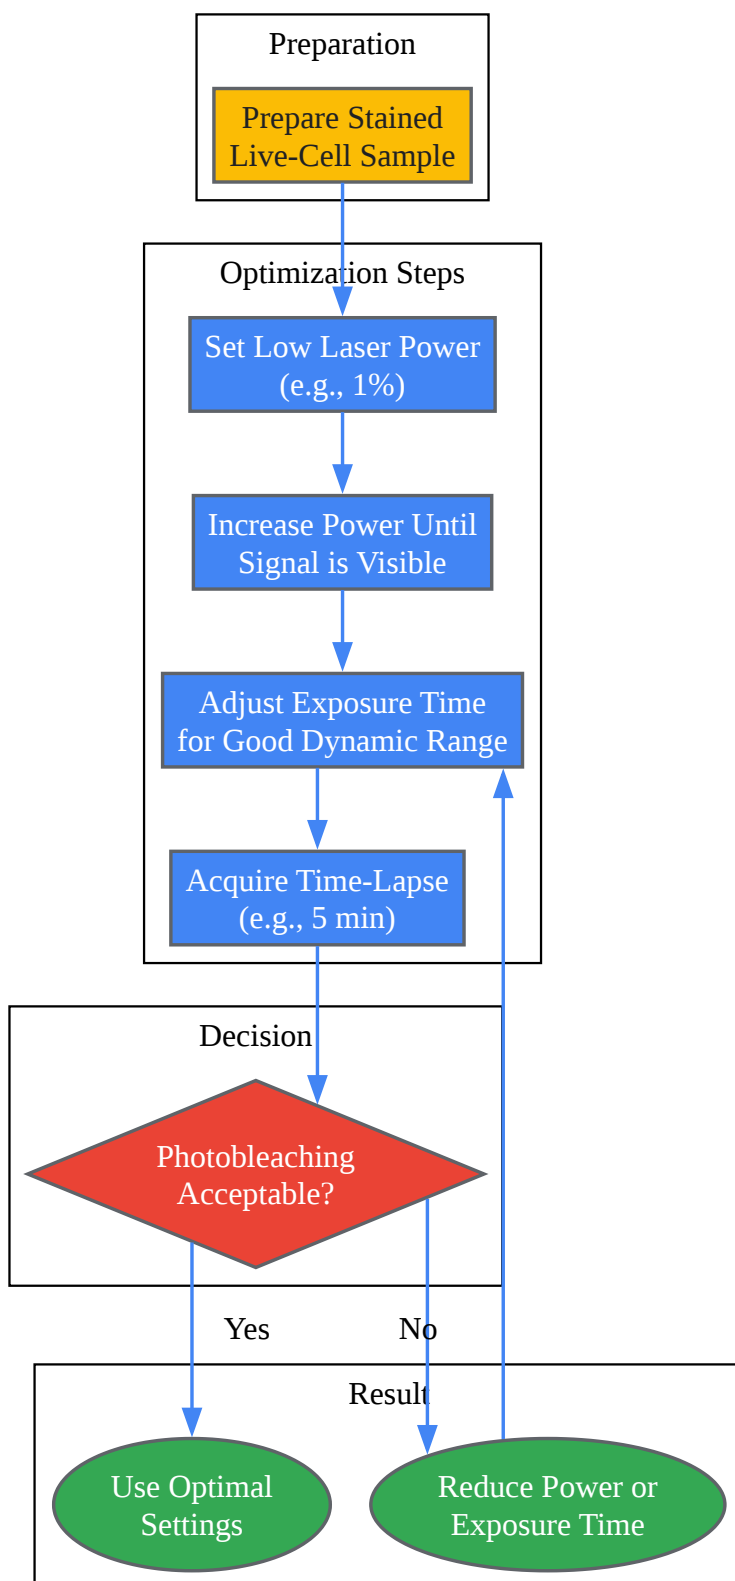 Preparation
Prepare Stained
Live-Cell Sample
Optimization Steps
Set Low Laser Power
(e.g., 1%)
Increase Power Until
Signal is Visible
Adjust Exposure Time
for Good Dynamic Range
Acquire Time-Lapse
(e.g., 5 min)
Decision
Photobleaching
Acceptable?
Yes
No
Result
Use Optimal
Settings
Reduce Power or
Exposure Time